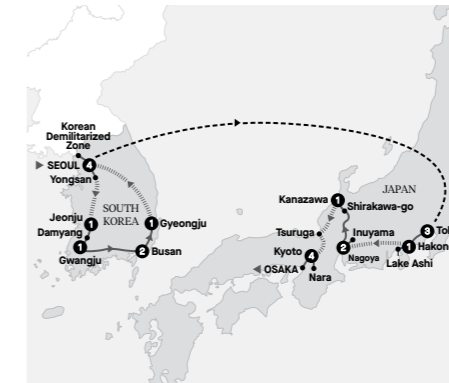 Korean
Demilitarized
Zone
SEOUL 4
Yongsan
Jeonju 1
Damyang
1
Gwangju
SOUTH
KOREA
1 Gyeongju
2 Busan
JAPAN
Kanazawa 1
Shirakawa-go
Tsuruga
Inuyama
Kyoto
4
2
Nagoya
OSAKA
Nara
3 To
1 Hakon
Lake Ashi